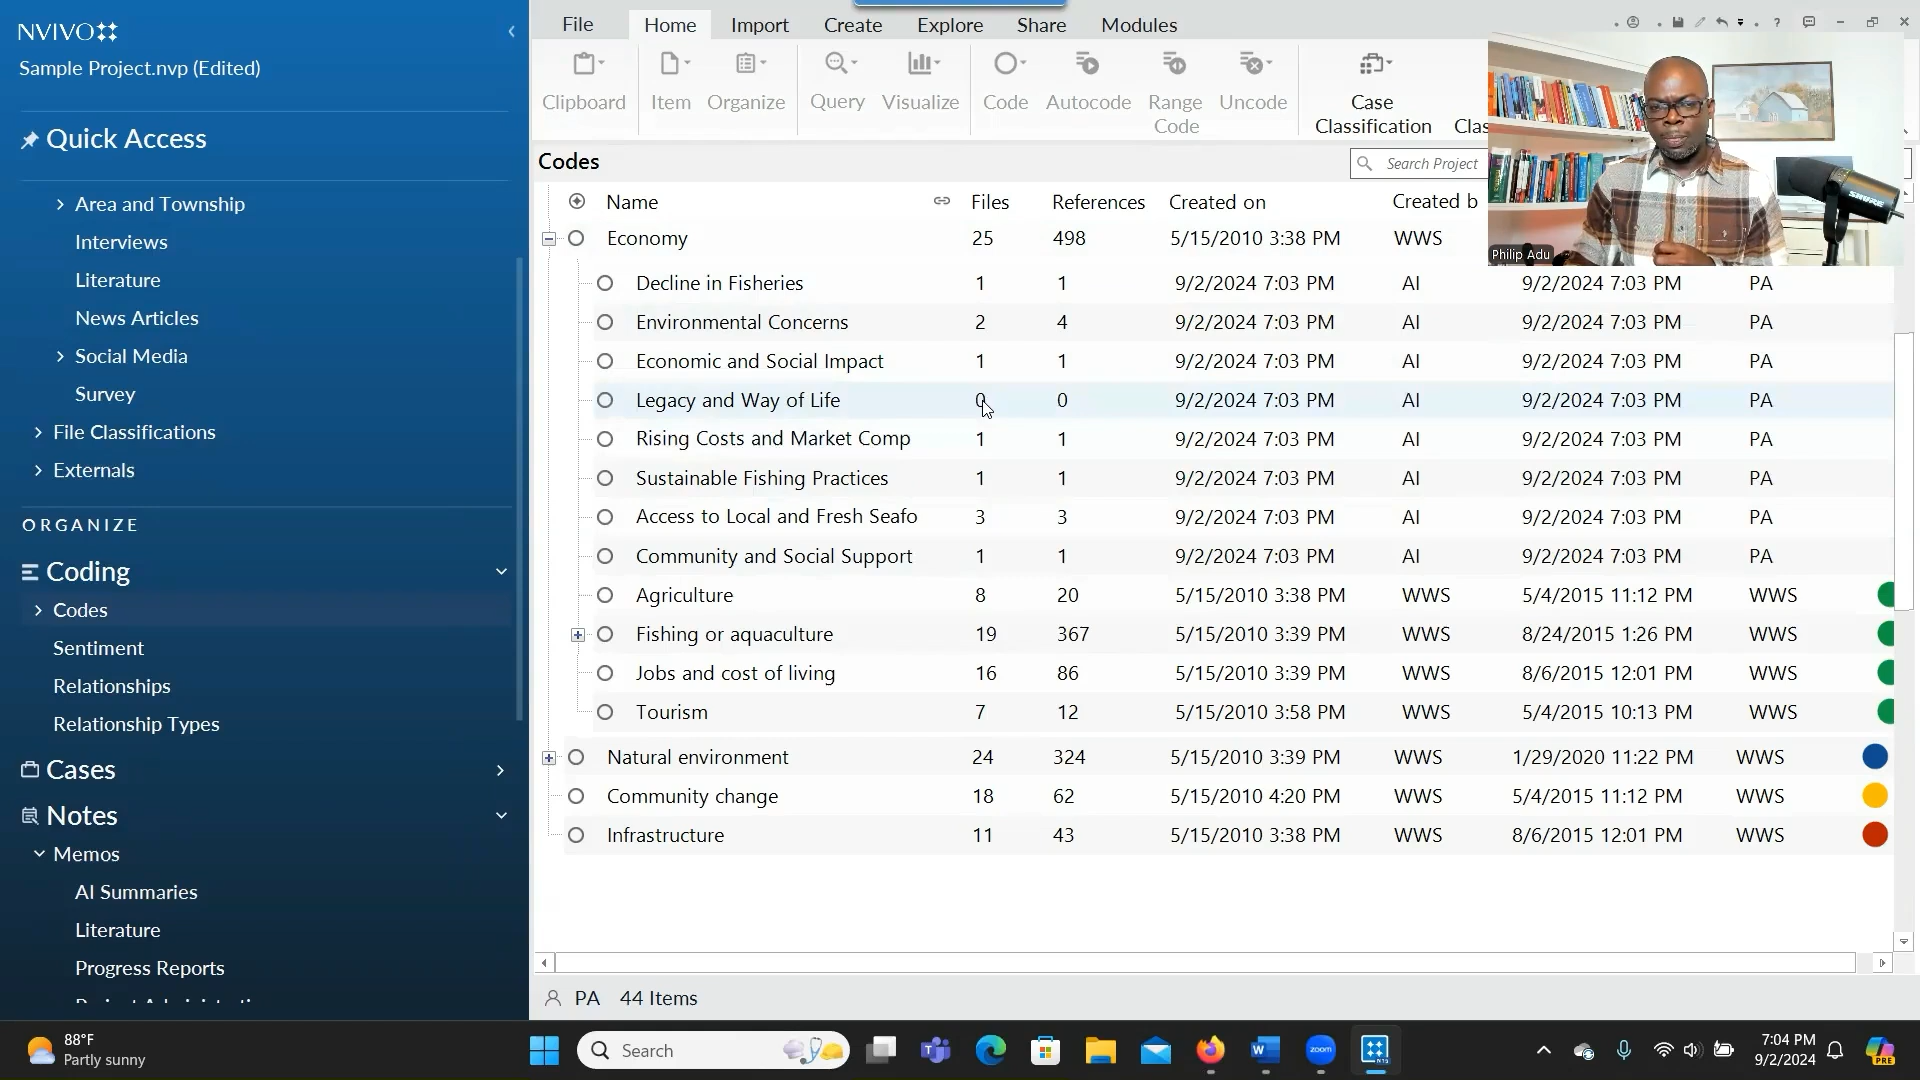 NVIVO
Sample Project.nvp (Edited)
Quick Access
Area and Township
Interviews
Literature
News Articles
Social Media
Survey
File Classifications
Externals
ORGANIZE
Coding
Codes
Sentiment
Relationships
Relationship Types
Cases
Notes
Memos
AI Summaries
Literature
Progress Reports
File Home Import Create Explore Share Modules
Clipboard Item Organize Query Visualize Code Autocode Range Code Uncode Case Classification
Codes
Search Project
Name Files References Created on Created b
Economy 25 498 5/15/2010 3:38 PM WWS
Decline in Fisheries 1 1 9/2/2024 7:03 PM AI 9/2/2024 7:03 PM PA
Environmental Concerns 2 4 9/2/2024 7:03 PM AI 9/2/2024 7:03 PM PA
Economic and Social Impact 1 1 9/2/2024 7:03 PM AI 9/2/2024 7:03 PM PA
Legacy and Way of Life 0 0 9/2/2024 7:03 PM AI 9/2/2024 7:03 PM PA
Rising Costs and Market Comp 1 1 9/2/2024 7:03 PM AI 9/2/2024 7:03 PM PA
Sustainable Fishing Practices 1 1 9/2/2024 7:03 PM AI 9/2/2024 7:03 PM PA
Access to Local and Fresh Seafo 3 3 9/2/2024 7:03 PM AI 9/2/2024 7:03 PM PA
Community and Social Support 1 1 9/2/2024 7:03 PM AI 9/2/2024 7:03 PM PA
Agriculture 8 20 5/15/2010 3:38 PM WWS 5/4/2015 11:12 PM WWS
Fishing or aquaculture 19 367 5/15/2010 3:39 PM WWS 8/24/2015 1:26 PM WWS
Jobs and cost of living 16 86 5/15/2010 3:39 PM WWS 8/6/2015 12:01 PM WWS
Tourism 7 12 5/15/2010 3:58 PM WWS 5/4/2015 10:13 PM WWS
Natural environment 24 324 5/15/2010 3:39 PM WWS 1/29/2020 11:22 PM WWS
Community change 18 62 5/15/2010 4:20 PM WWS 5/4/2015 11:12 PM WWS
Infrastructure 11 43 5/15/2010 3:38 PM WWS 8/6/2015 12:01 PM WWS
PA 44 Items
Philip Adu
SHURE
88°F
Partly sunny
Search
zoom
7:04 PM
9/2/2024
PRE